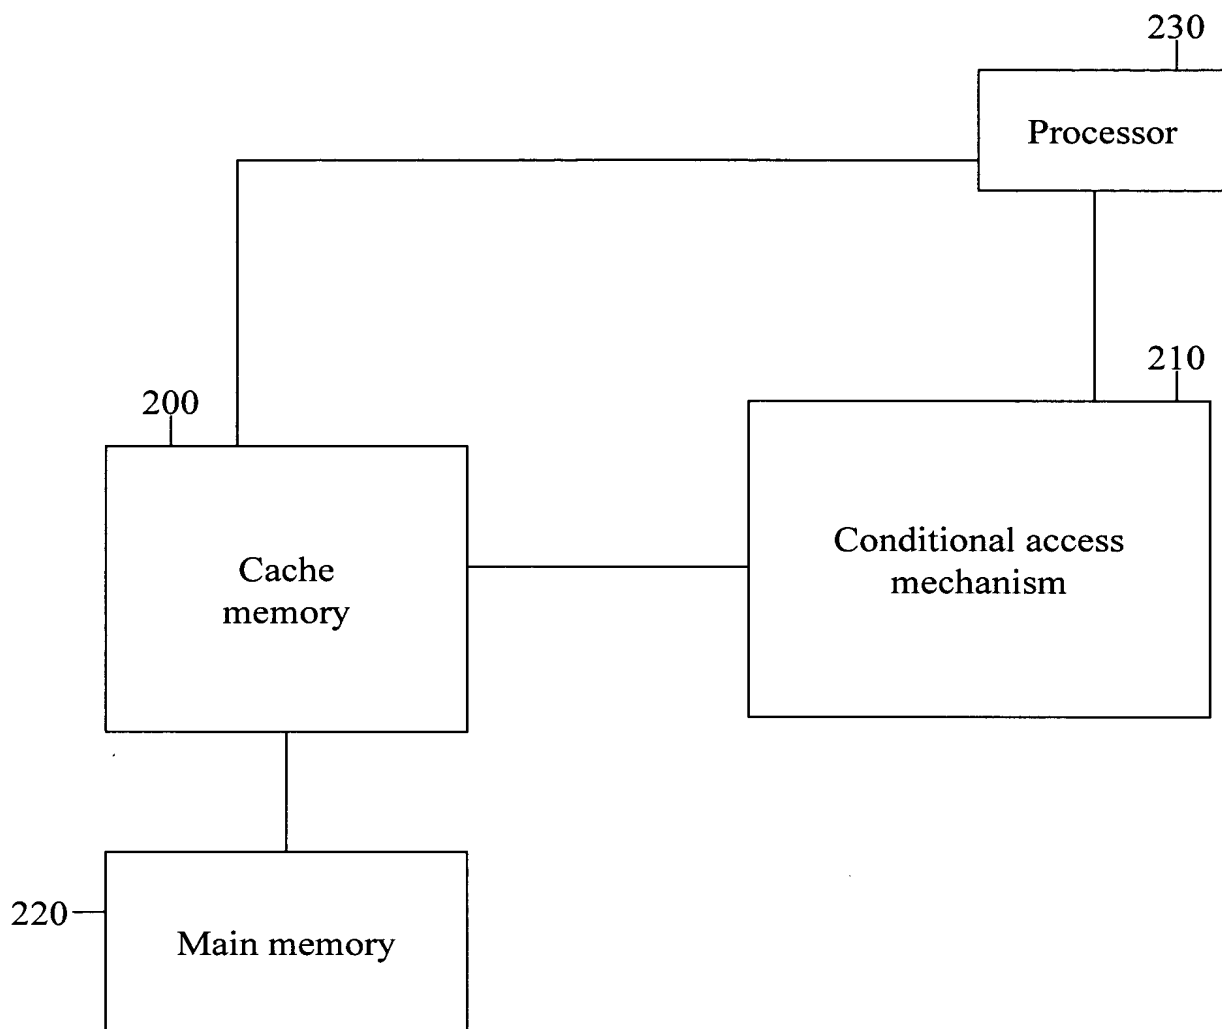 230
Processor
210
200
Conditional access
mechanism
Cache
memory
220
Main memory